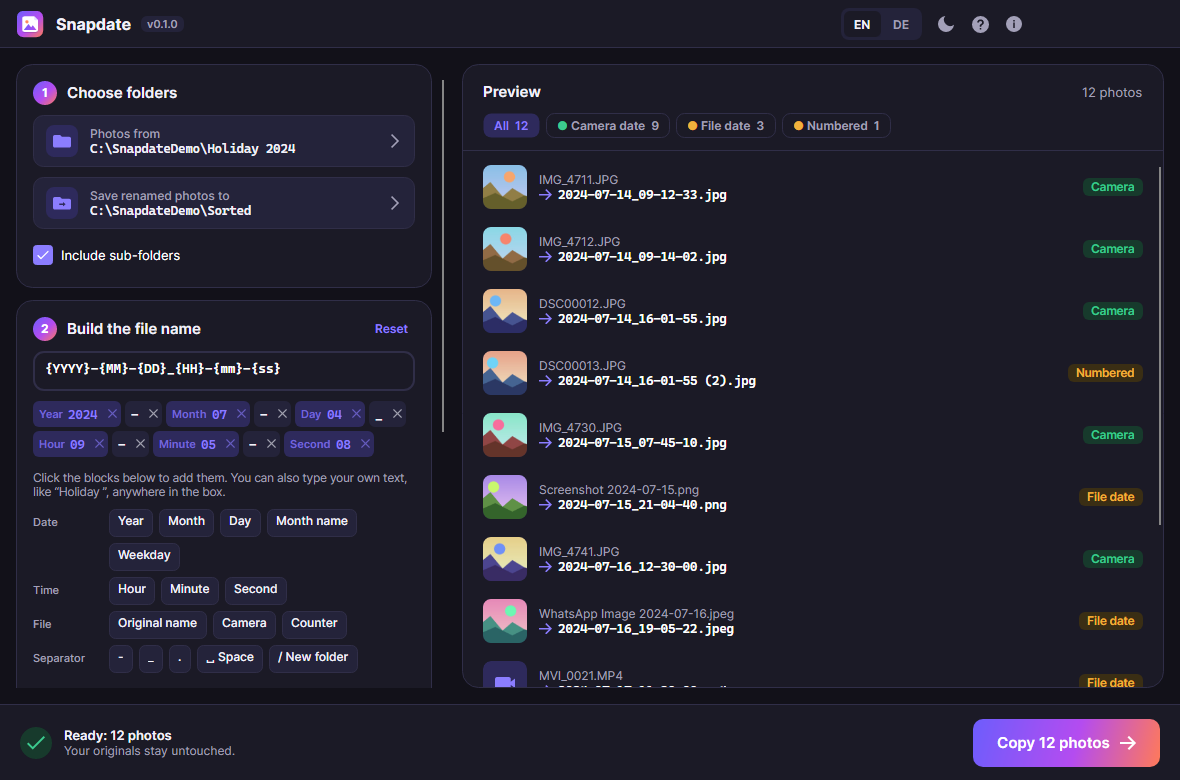 Snapdate v0.1.0
EN DE
1 Choose folders
Photos from
C:\SnapdateDemo\Holiday 2024
Save renamed photos to
C:\SnapdateDemo\Sorted
Include sub-folders
2 Build the file name Reset
{YYYY}-{MM}-{DD}_{HH}-{mm}-{ss}
Year 2024 × - × Month 07 × - × Day 04 × _ ×
Hour 09 × - × Minute 05 × - × Second 08 ×
Click the blocks below to add them. You can also type your own text,
like “Holiday ”, anywhere in the box.
Date Year Month Day Month name
Weekday
Time Hour Minute Second
File Original name Camera Counter
Separator - _ . ␣ Space / New folder
Preview 12 photos
All 12 Camera date 9 File date 3 Numbered 1
IMG_4711.JPG
→ 2024-07-14_09-12-33.jpg Camera
IMG_4712.JPG
→ 2024-07-14_09-14-02.jpg Camera
DSC00012.JPG
→ 2024-07-14_16-01-55.jpg Camera
DSC00013.JPG
→ 2024-07-14_16-01-55 (2).jpg Numbered
IMG_4730.JPG
→ 2024-07-15_07-45-10.jpg Camera
Screenshot 2024-07-15.png
→ 2024-07-15_21-04-40.png File date
IMG_4741.JPG
→ 2024-07-16_12-30-00.jpg Camera
WhatsApp Image 2024-07-16.jpeg
→ 2024-07-16_19-05-22.jpeg File date
MVI_0021.MP4
File date
Ready: 12 photos
Your originals stay untouched.
Copy 12 photos →